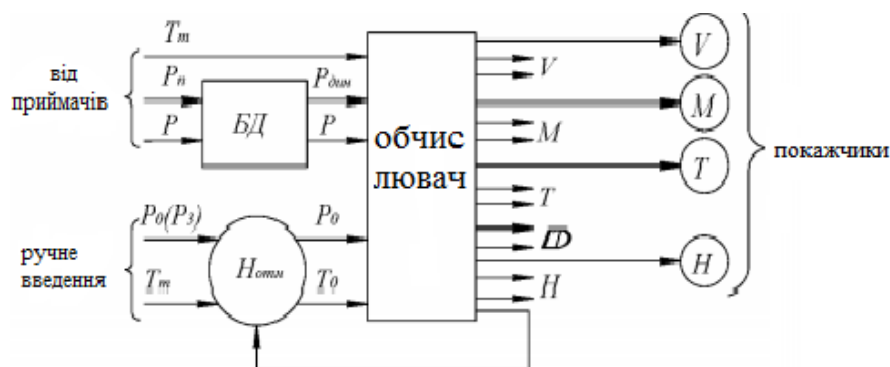 від
приймачів
Tт
Pп
P
БД
Pдин
P
ручне
введення
P0(P3)
Tт
Hотн
P0
T0
обчис
лювач
V
M
T
H
V
M
T
H
покажчики